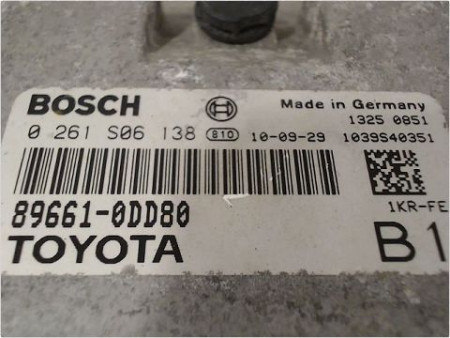 BOSCH Made in Germany
1325 0851
0 261 S06 138 810 10-09-29 1039S40351
89661-0DD80 1KR-FE
TOYOTA B1